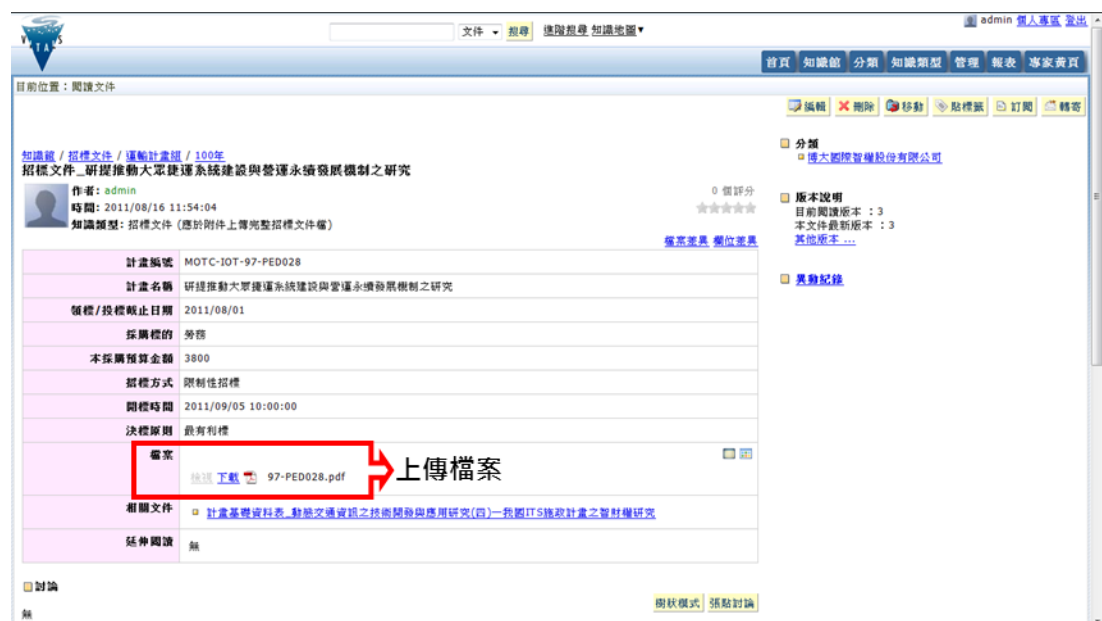 VITALS
文件 搜尋 進階搜尋 知識地圖▼
admin 個人專區 登出
首頁 知識館 分類 知識類型 管理 報表 專家黃頁
目前位置：閱讀文件
編輯 刪除 移動 貼標籤 訂閱 轉寄
知識館 / 招標文件 / 運輸計畫組 / 100年
招標文件_研提推動大眾捷運系統建設與營運永續發展機制之研究
作者: admin
時間: 2011/08/16 11:54:04
知識類型: 招標文件 (應於附件上傳完整招標文件檔)
0 個評分
檔案差異 欄位差異
計畫編號 MOTC-IOT-97-PED028
計畫名稱 研提推動大眾捷運系統建設與營運永續發展機制之研究
領標/投標截止日期 2011/08/01
採購標的 勞務
本採購預算金額 3800
招標方式 限制性招標
開標時間 2011/09/05 10:00:00
決標原則 最有利標
檔案
檢視 下載 97-PED028.pdf
上傳檔案
相關文件 計畫基礎資料表_動態交通資訊之技術開發與應用研究(四)—我國ITS施政計畫之智財權研究
延伸閱讀 無
討論
無
樹狀模式 張貼討論
分類
博大國際智權股份有限公司
版本說明
目前閱讀版本 : 3
本文件最新版本 : 3
其他版本 ...
異動紀錄